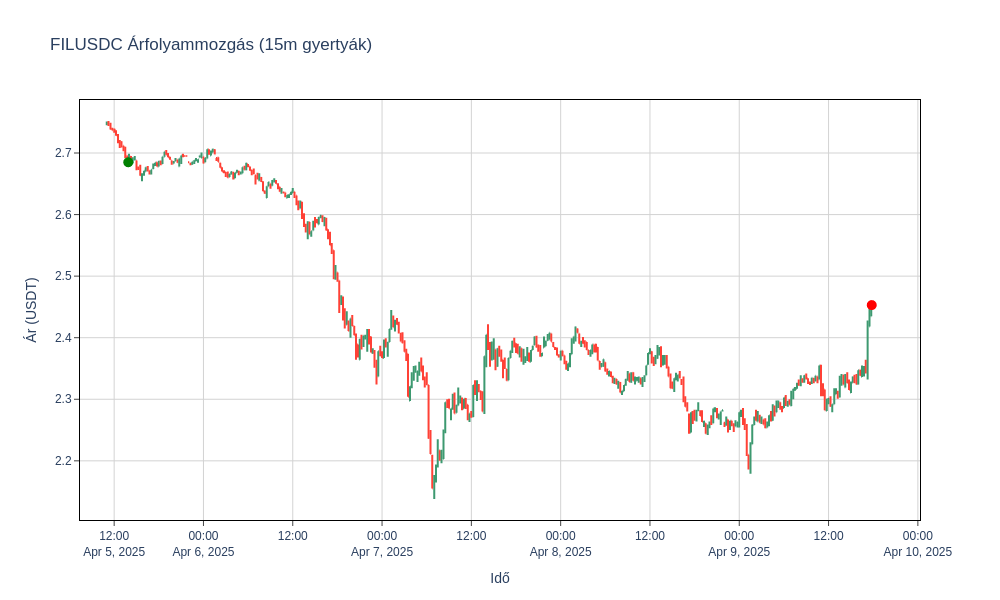 FILUSDC Árfolyammozgás (15m gyertyák)
Ár (USDT)
2.7
2.6
2.5
2.4
2.3
2.2
12:00 00:00 12:00 00:00 12:00 00:00 12:00 00:00 12:00 00:00
Apr 5, 2025 Apr 6, 2025 Apr 7, 2025 Apr 8, 2025 Apr 9, 2025 Apr 10, 2025
Idő